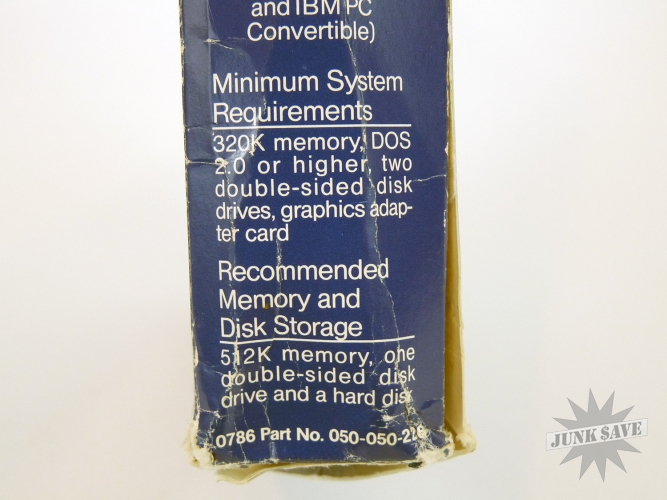 and IBM PC
Convertible)
Minimum System
Requirements
320K memory, DOS
2.0 or higher, two
double-sided disk
drives, graphics adap-
ter card
Recommended
Memory and
Disk Storage
512K memory, one
double-sided disk
drive and a hard disk
0786 Part No. 050-050-228
JUNK SAVE